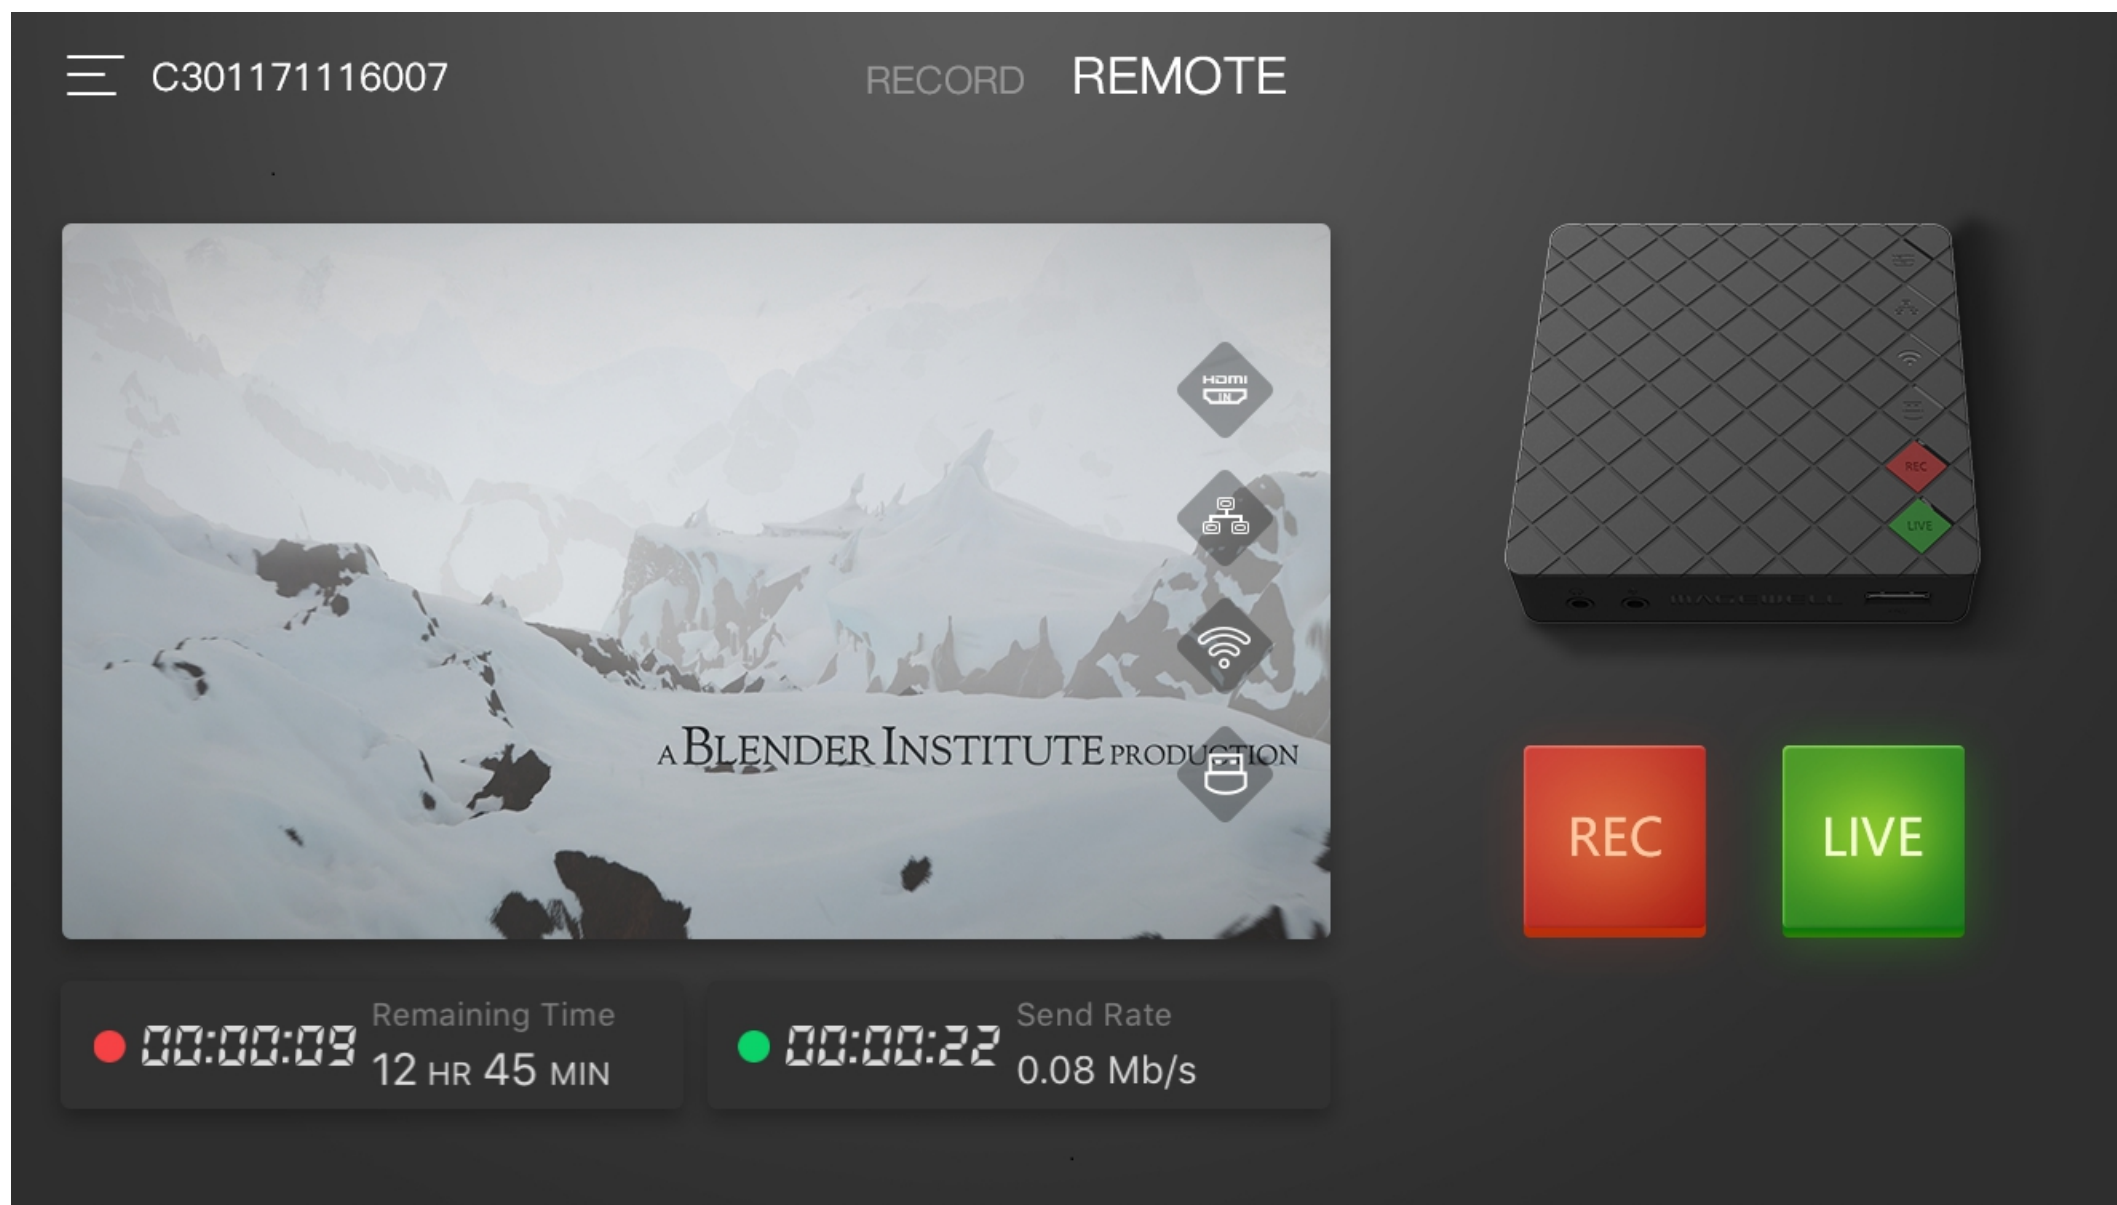 C301171116007
RECORD REMOTE
HDMI
IN
A BLENDER INSTITUTE PRODUCTION
REC
LIVE
MAGEWELL
REC LIVE
00:00:09
Remaining Time
12 HR 45 MIN
00:00:22
Send Rate
0.08 Mb/s